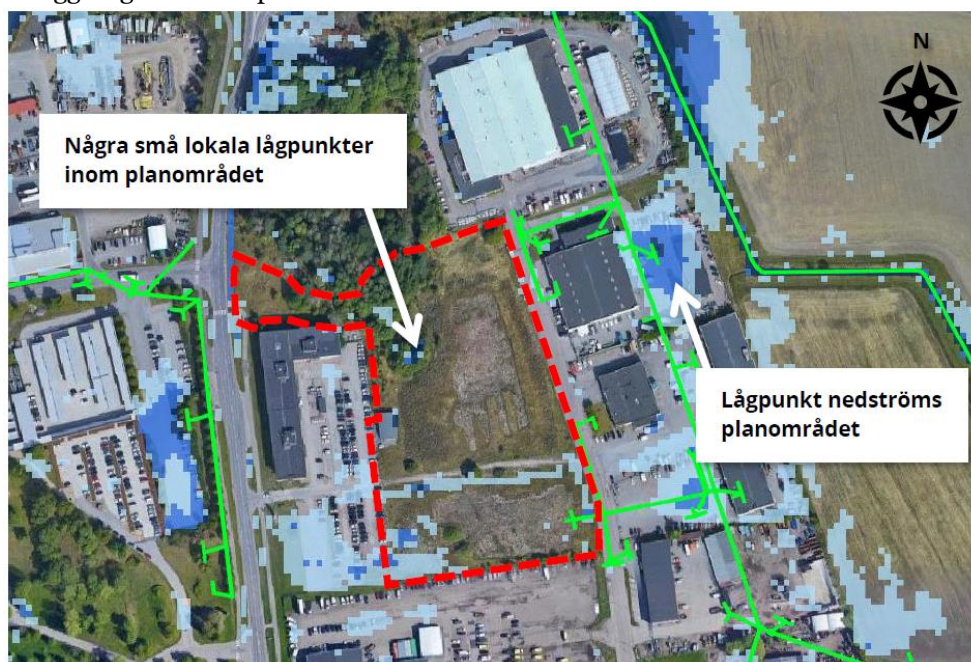 N
Några små lokala lågpunkter
inom planområdet
Lågpunkt nedströms
planområdet